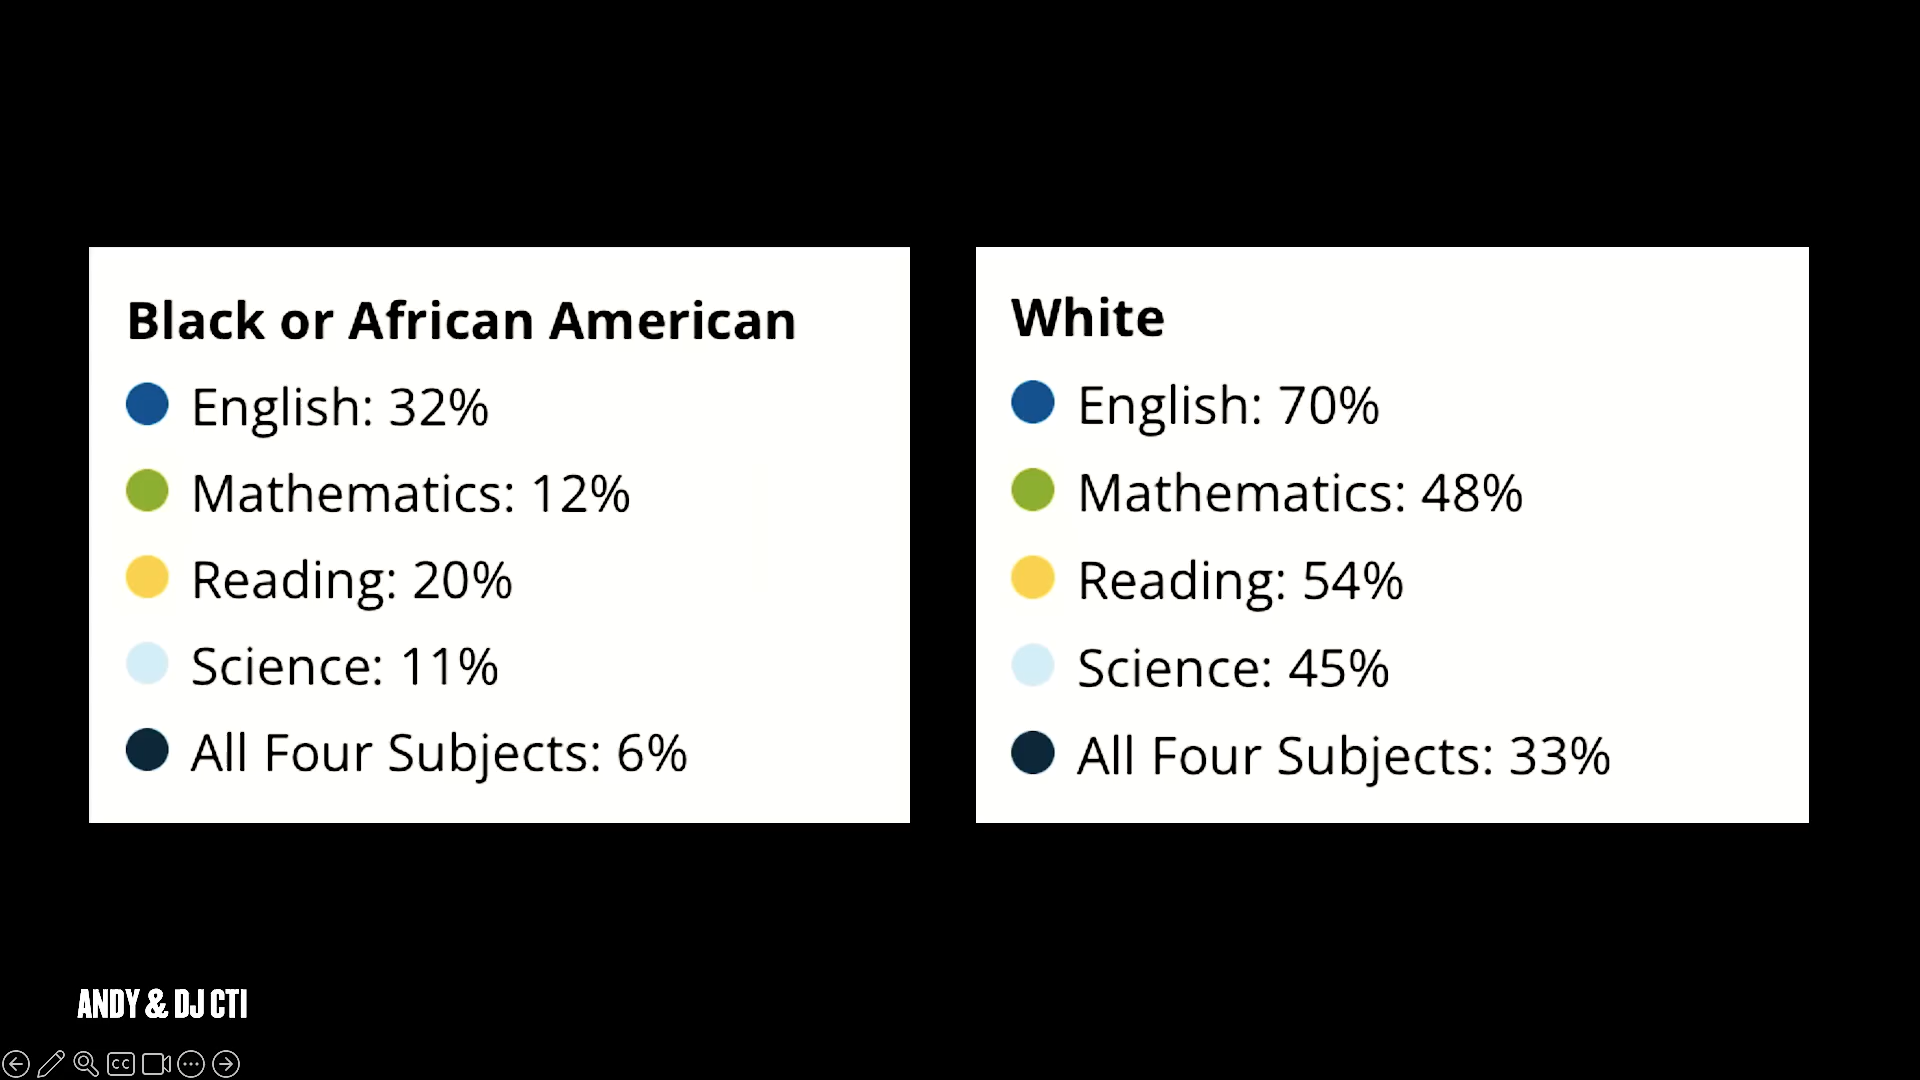 Black or African American
English: 32%
Mathematics: 12%
Reading: 20%
Science: 11%
All Four Subjects: 6%
White
English: 70%
Mathematics: 48%
Reading: 54%
Science: 45%
All Four Subjects: 33%
ANDY & DJ CTI
CC